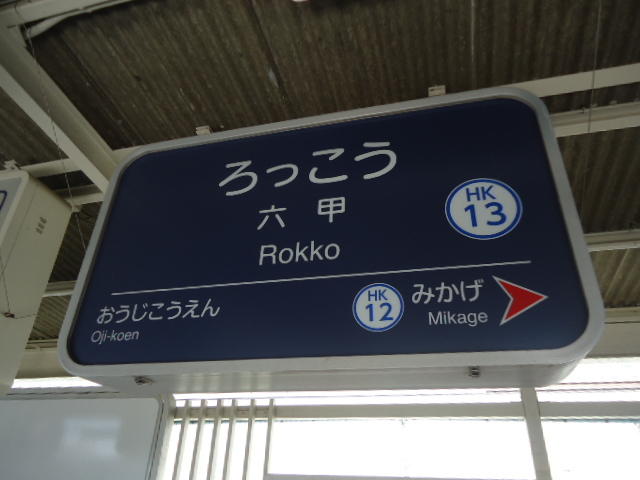 ろっこう
六甲
Rokko
HK
13
おうじこうえん
Oji-koen
HK
12
みかげ
Mikage